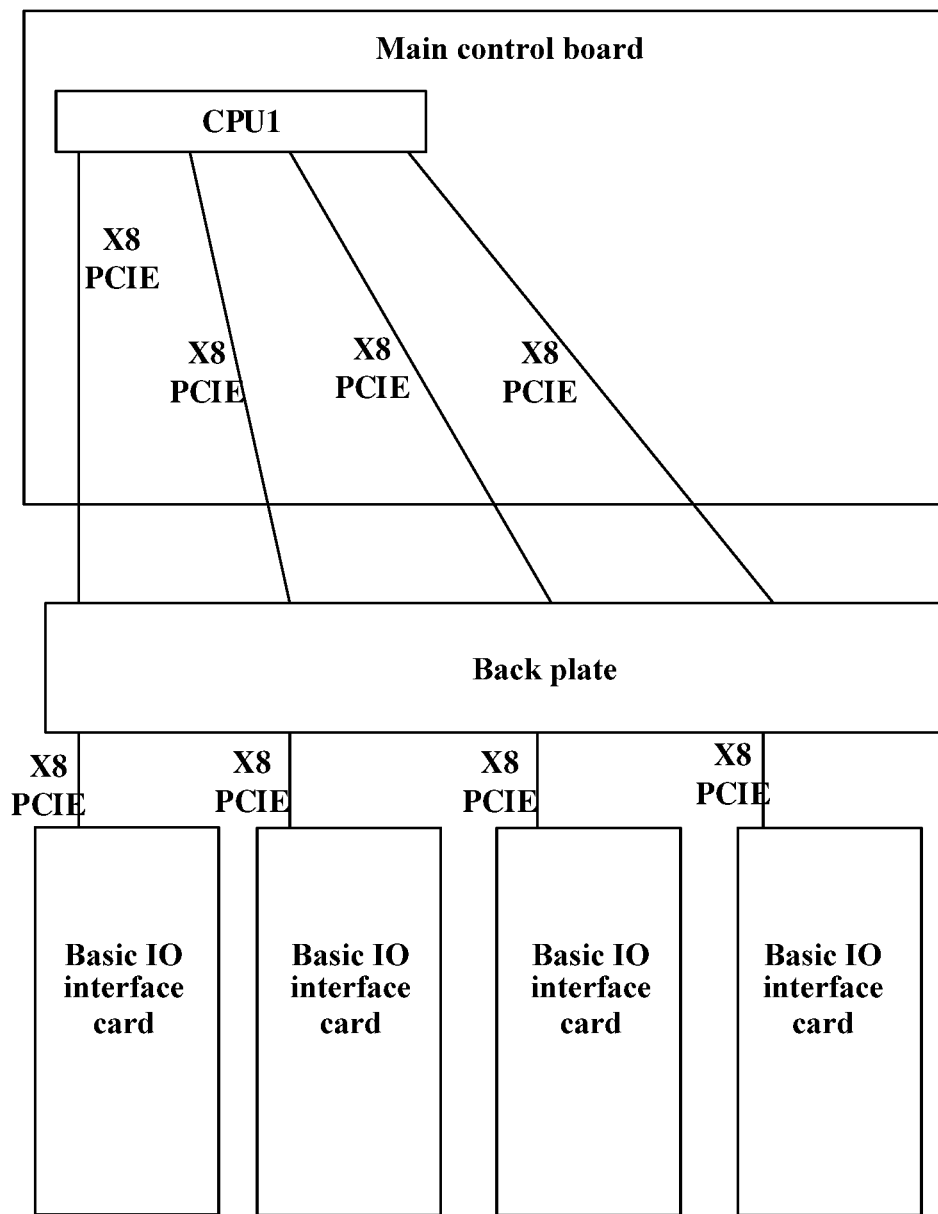 Main control board
CPU1
X8
PCIE
X8
PCIE
X8
PCIE
X8
PCIE
Back plate
X8
PCIE
X8
PCIE
X8
PCIE
X8
PCIE
Basic IO
interface
card
Basic IO
interface
card
Basic IO
interface
card
Basic IO
interface
card